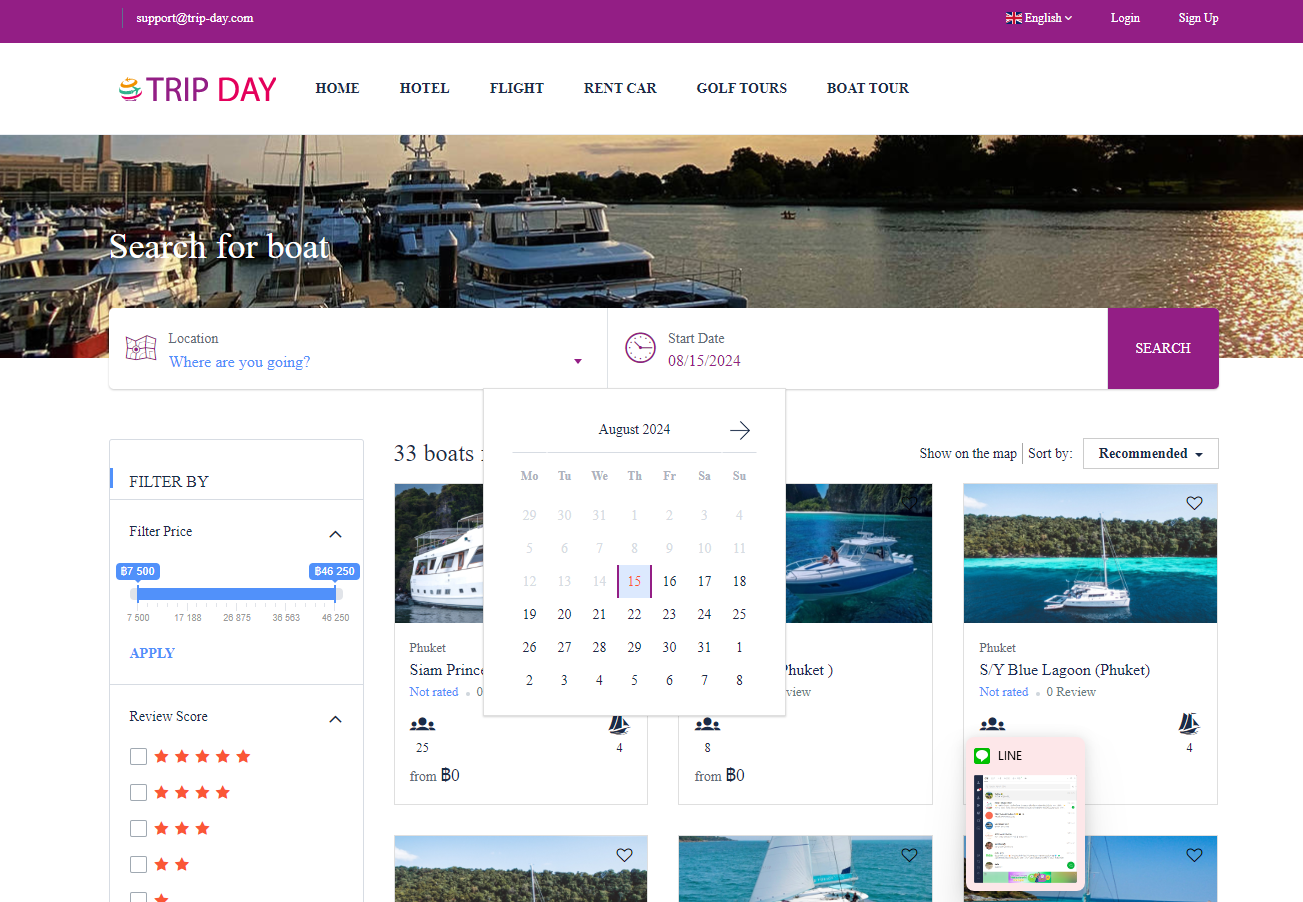 support@trip-day.com
English
Login
Sign Up
TRIP DAY
HOME
HOTEL
FLIGHT
RENT CAR
GOLF TOURS
BOAT TOUR
Search for boat
Location
Where are you going?
Start Date
08/15/2024
SEARCH
August 2024
Mo Tu We Th Fr Sa Su
29 30 31 1 2 3 4
5 6 7 8 9 10 11
12 13 14 15 16 17 18
19 20 21 22 23 24 25
26 27 28 29 30 31 1
2 3 4 5 6 7 8
FILTER BY
Filter Price
฿7 500 ฿46 250
7 500 17 188 26 875 36 563 46 250
APPLY
Review Score
33 boats
Show on the map
Sort by:
Recommended
Phuket
Siam Prince
Not rated 0
25 4
from ฿0
Phuket )
8
from ฿0
Phuket
S/Y Blue Lagoon (Phuket)
Not rated 0 Review
4
LINE